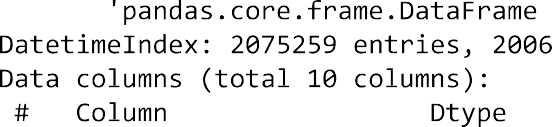 'pandas.core.frame.DataFrame
DatetimeIndex: 2075259 entries, 2006
Data columns (total 10 columns):
# Column Dtype